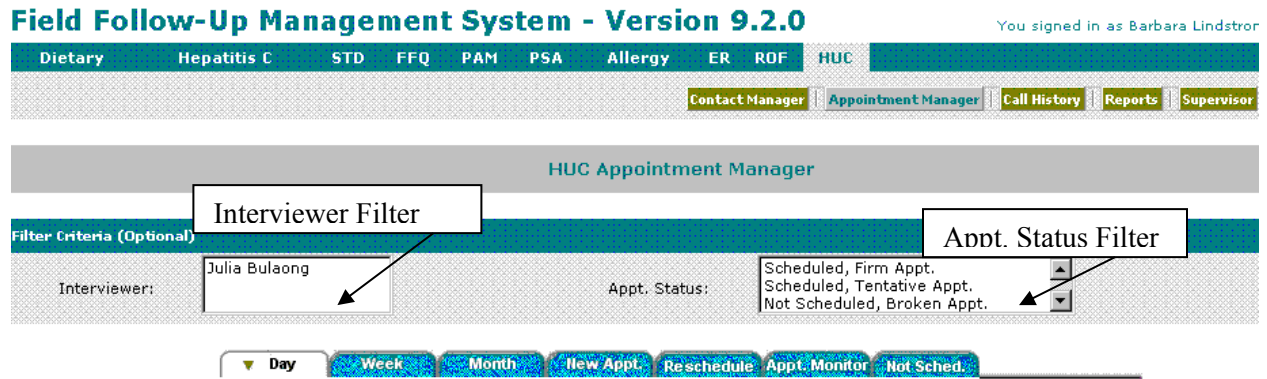 Field Follow-Up Management System - Version 9.2.0
You signed in as Barbara Lindstror
Dietary Hepatitis C STD FFQ PAM PSA Allergy ER ROF HUC
Contact Manager Appointment Manager Call History Reports Supervisor
HUC Appointment Manager
Interviewer Filter
Appt. Status Filter
Filter Criteria (Optional)
Interviewer:
Julia Bulaong
Appt. Status:
Scheduled, Firm Appt.
Scheduled, Tentative Appt.
Not Scheduled, Broken Appt.
Day Week Month New Appt. Reschedule Appt. Monitor Not Sched.